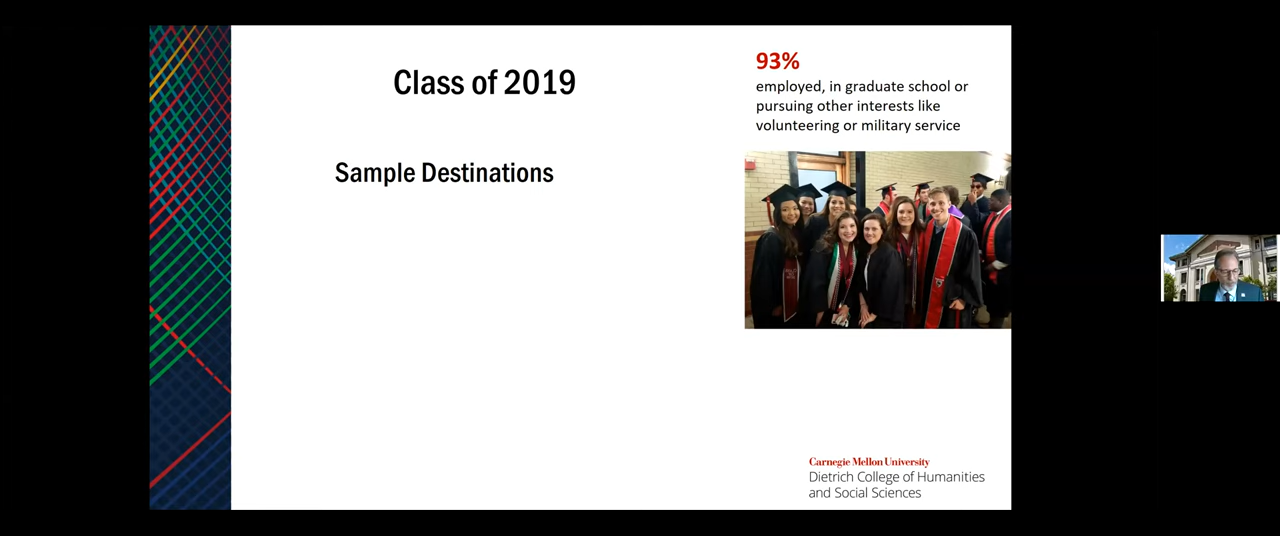 Class of 2019
Sample Destinations
93%
employed, in graduate school or
pursuing other interests like
volunteering or military service
Carnegie Mellon University
Dietrich College of Humanities
and Social Sciences